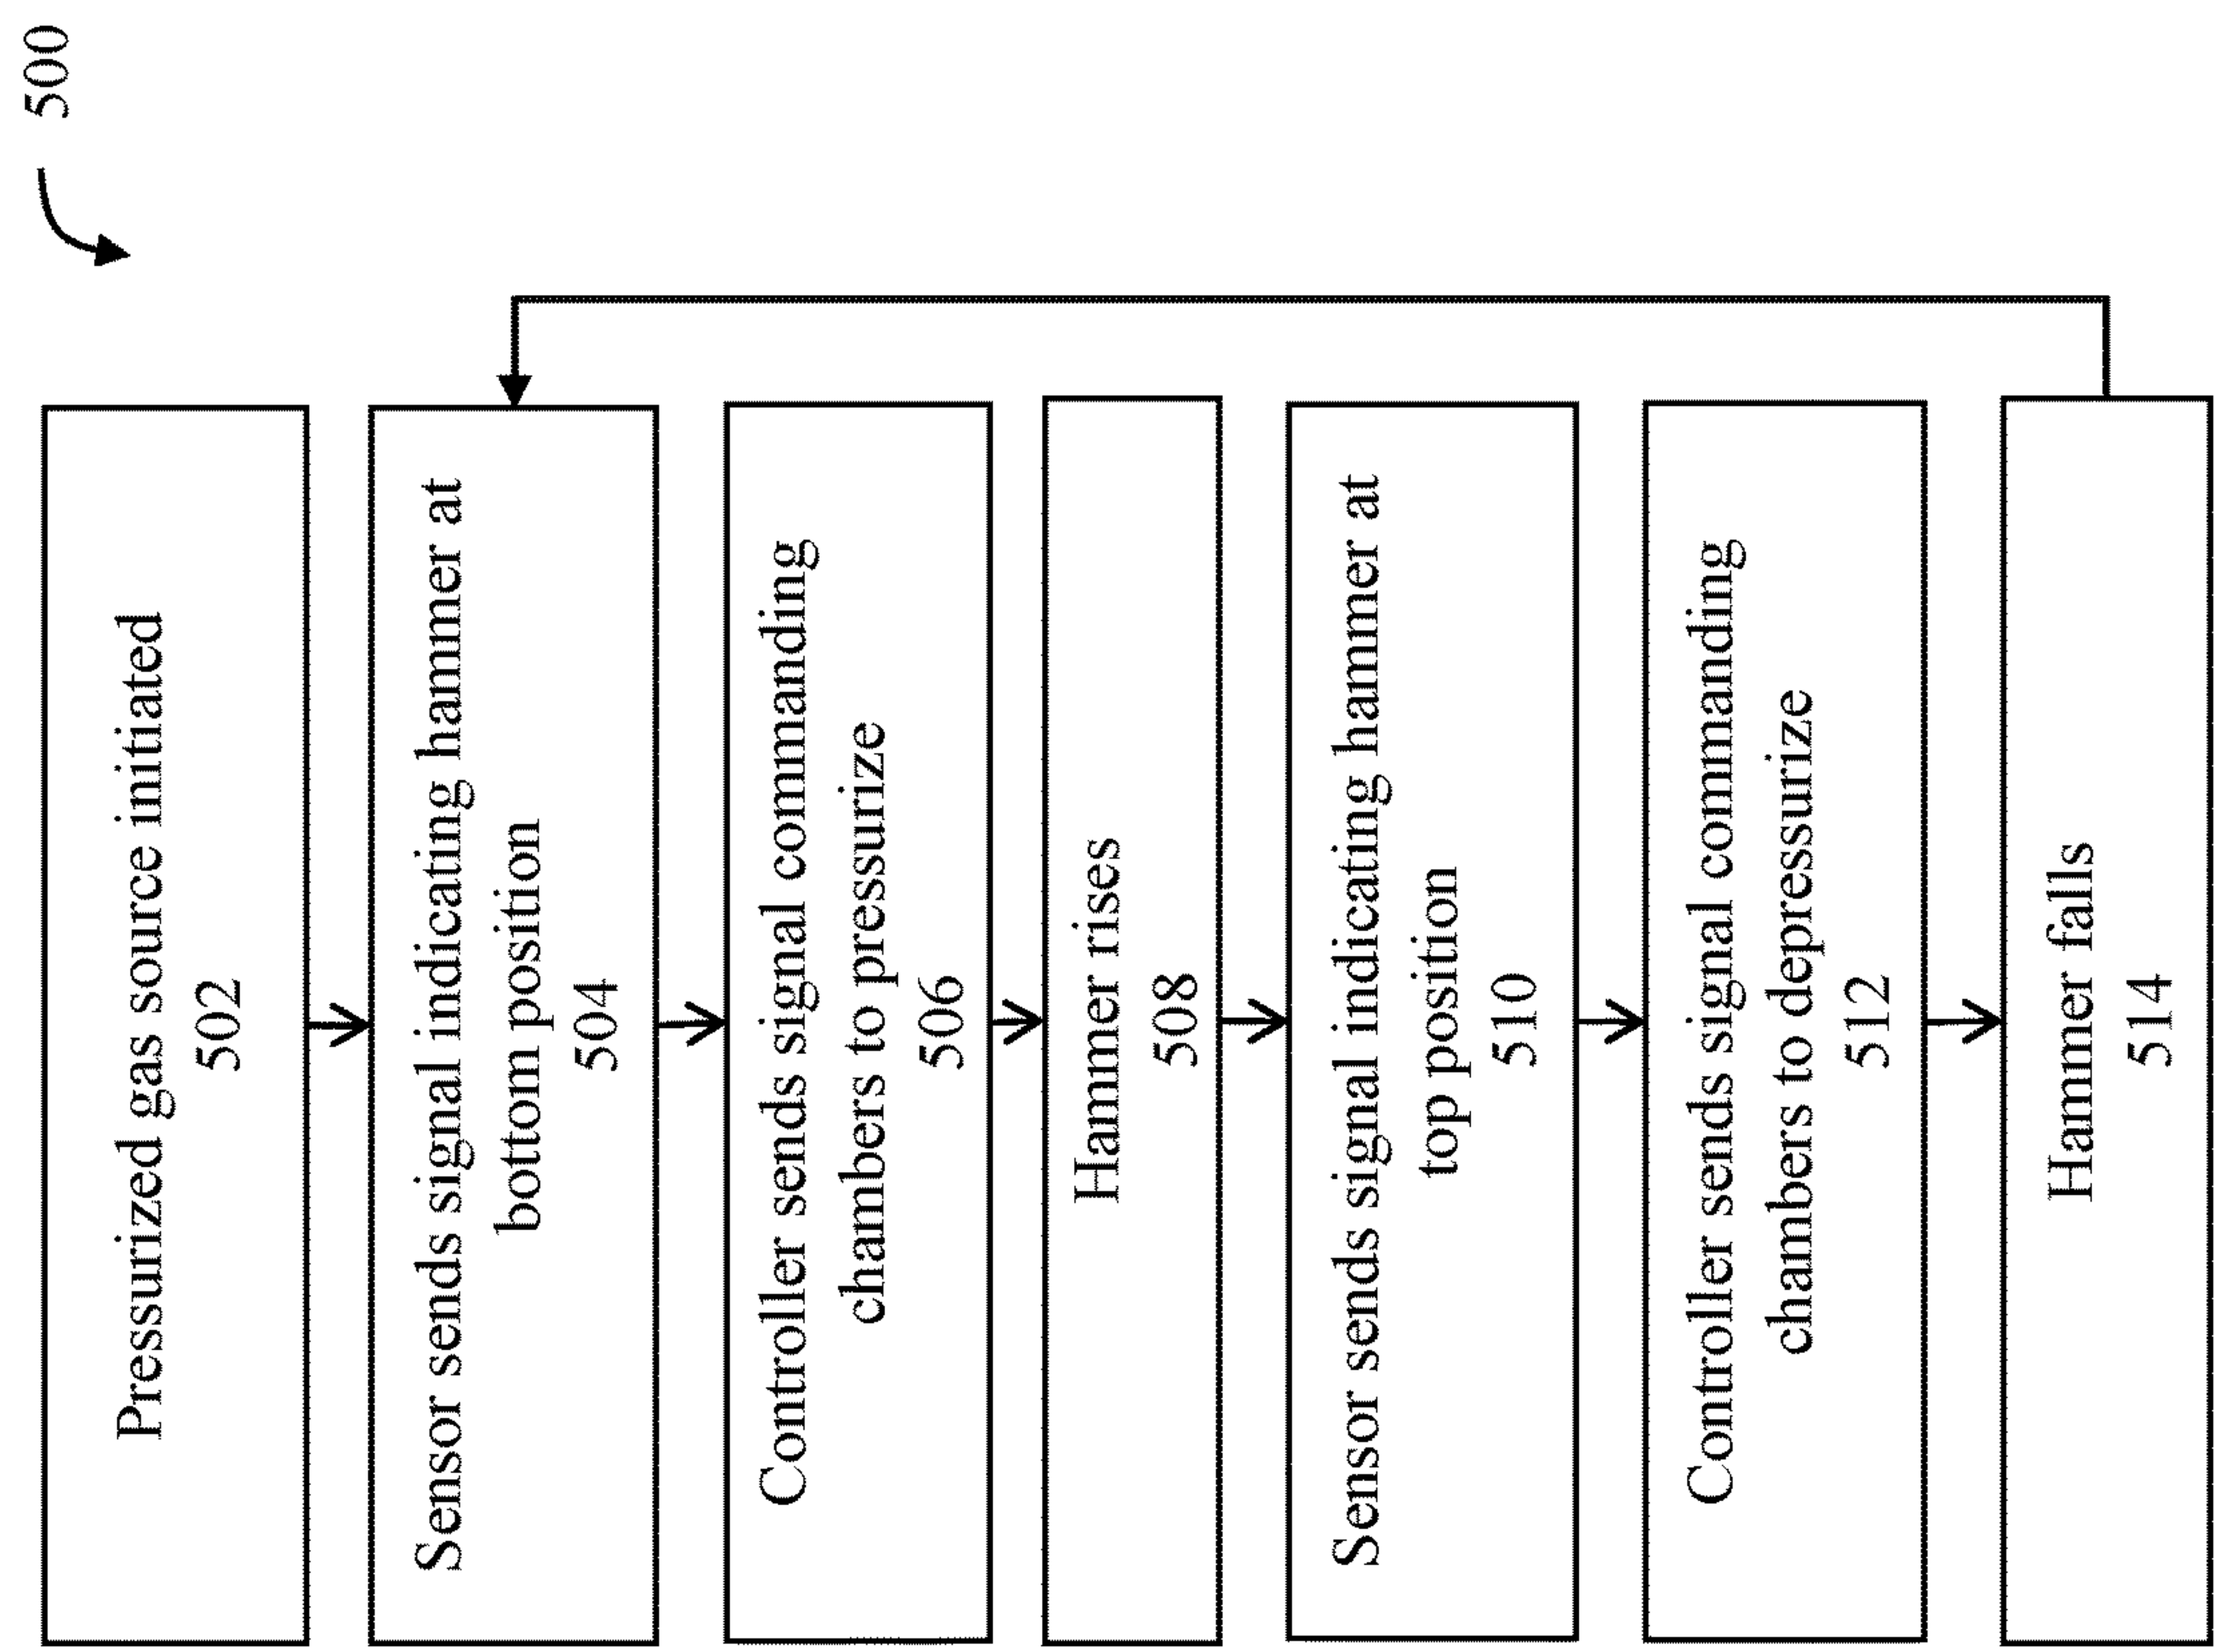 500
Pressurized gas source initiated
502
Sensor sends signal indicating hammer at
bottom position
504
Controller sends signal commanding
chambers to pressurize
506
Hammer rises
508
Sensor sends signal indicating hammer at
top position
510
Controller sends signal commanding
chambers to depressurize
512
Hammer falls
514